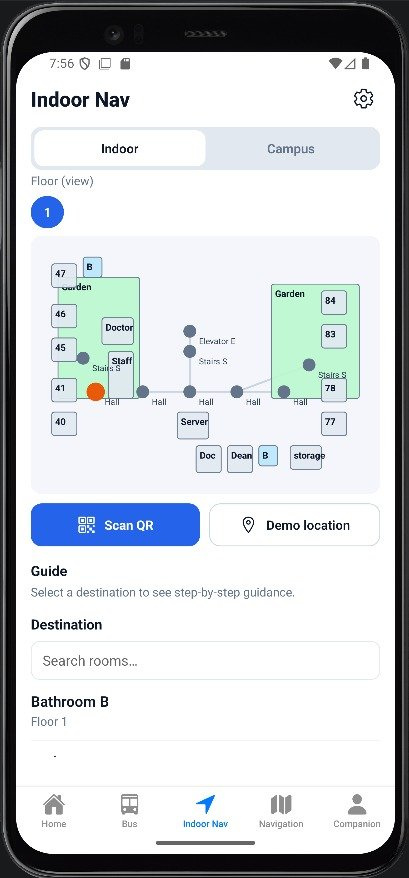 7:56
Indoor Nav
Indoor Campus
Floor (view)
1
47 B
Garden Garden 84
46
Doctor
Elevator E 83
45 Staff Stairs S
Stairs S Stairs S
41 78
Hall Hall Hall Hall Hall
40 Server 77
Doc Dean B storage
Scan QR Demo location
Guide
Select a destination to see step-by-step guidance.
Destination
Search rooms…
Bathroom B
Floor 1
Home Bus Indoor Nav Navigation Companion